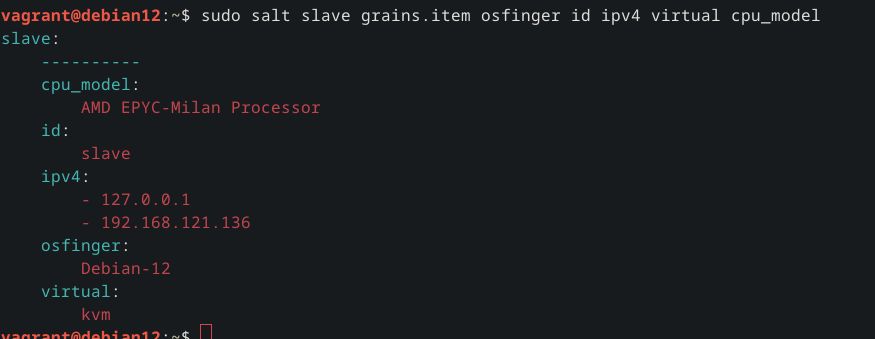 vagrant@debian12:~$ sudo salt slave grains.item osfinger id ipv4 virtual cpu_model
slave:
    ----------
    cpu_model:
        AMD EPYC-Milan Processor
    id:
        slave
    ipv4:
        - 127.0.0.1
        - 192.168.121.136
    osfinger:
        Debian-12
    virtual:
        kvm
vagrant@debian12:~$